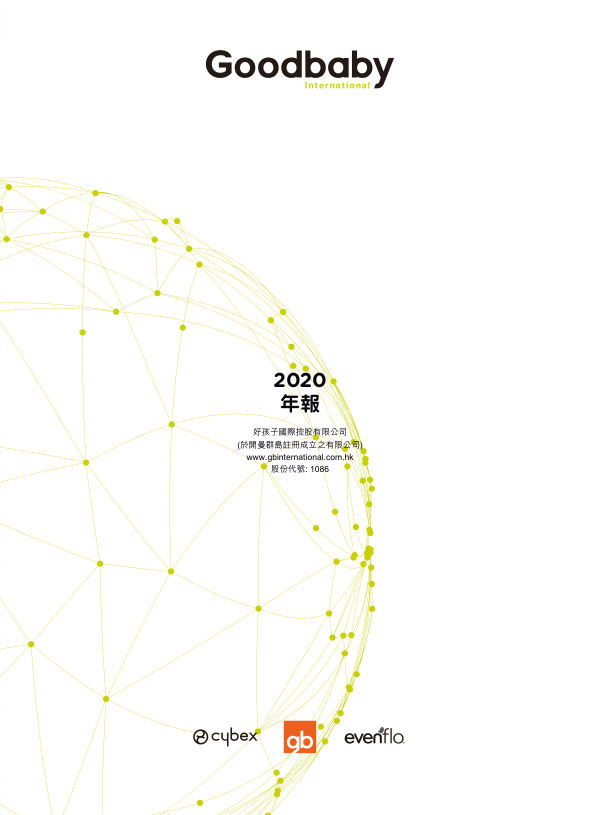 Goodbaby
International
2020
年報
好孩子國際控股有限公司
(於開曼群島註冊成立之有限公司)
www.gbinternational.com.hk
股份代號: 1086
cybex
gb
evenflo